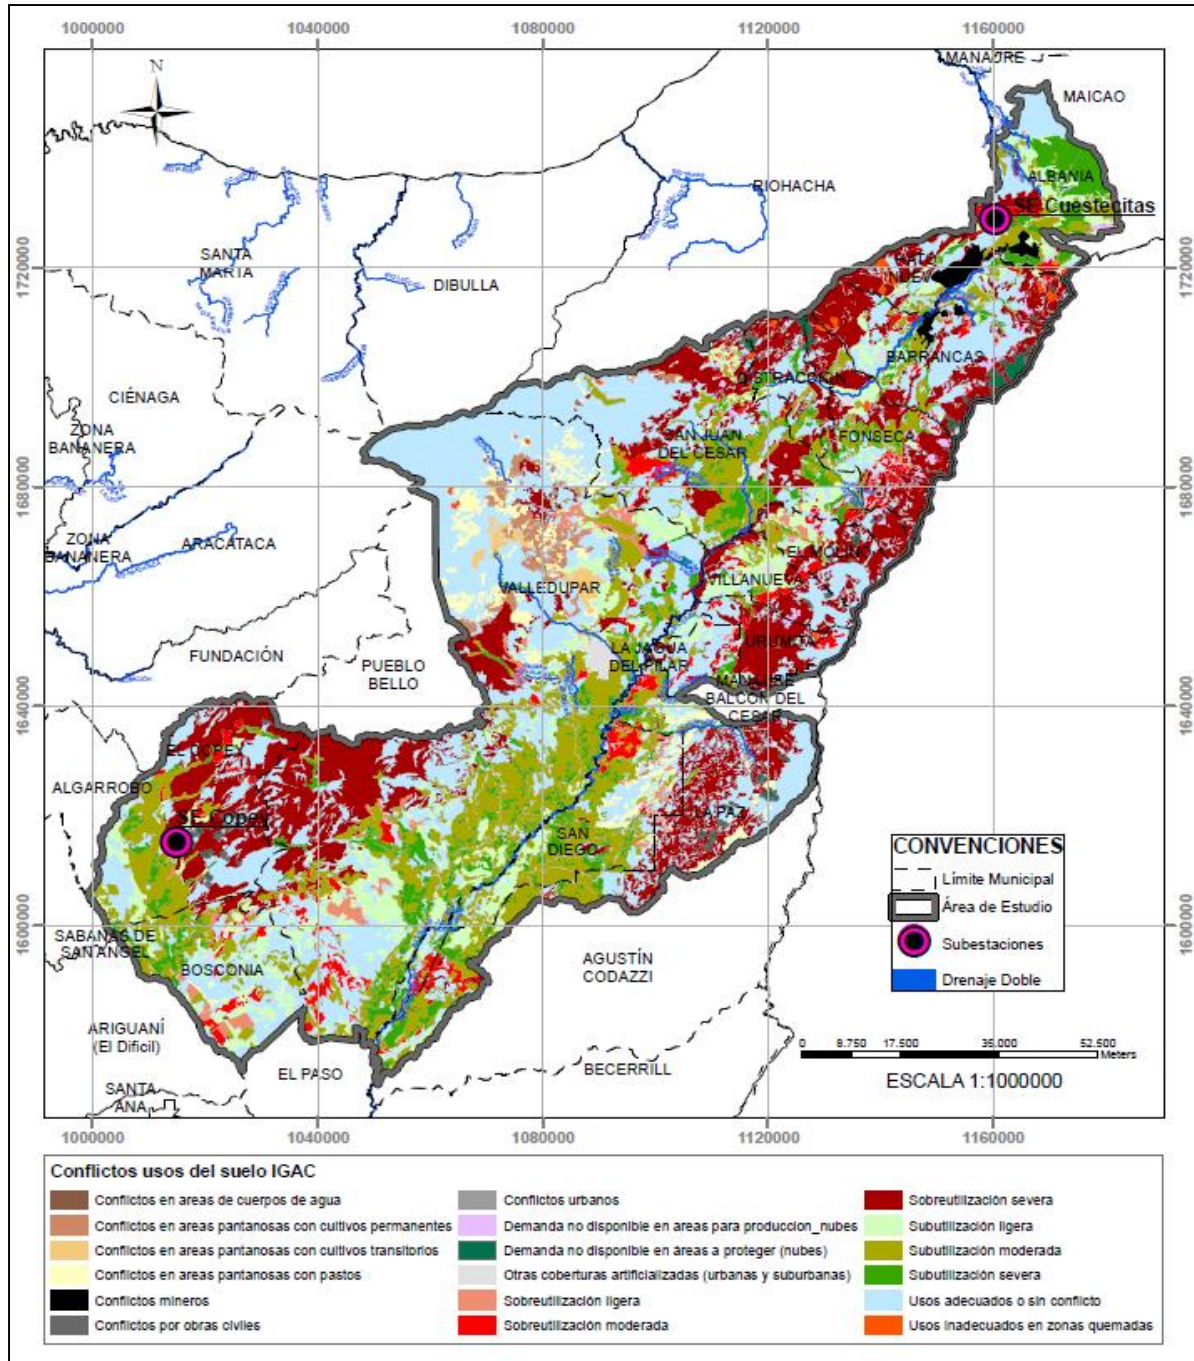 1000000 1040000 1080000 1120000 1160000
N
MANAURE
MAICAO
ALBANIA
RIOHACHA
SE Cuestecitas
SANTA
MARTA
1720000 1720000
HATO
NUEVO
DIBULLA
BARRANCAS
DISTRACCION
CIÉNAGA
ZONA
BANANERA
SAN JUAN
DEL CESAR
FONSECA
1680000 1680000
ZONA
BANANERA
ARACATACA
EL MOLINO
VILLANUEVA
VALLEDUPAR
URUMITA
LA JAGUA
DEL PILAR
FUNDACIÓN
PUEBLO
BELLO
MANAURE
BALCOR DEL
CESAR
1640000 1640000
EL COPEY
ALGARROBO
SE Copey
LA PAZ
SAN
DIEGO
CONVENCIONES
Límite Municipal
Área de Estudio
Subestaciones
Drenaje Doble
1600000 1600000
SABANAS DE
SAN ANGEL
BOSCONIA
AGUSTÍN
CODAZZI
ARIGUANÍ
(El Dificil)
EL PASO
BECERRILL
SANTA
ANA
0 8.750 17.500 35.000 52.500
Meters
ESCALA 1:1000000
1000000 1040000 1080000 1120000 1160000
Conflictos usos del suelo IGAC
Conflictos en areas de cuerpos de agua
Conflictos en areas pantanosas con cultivos permanentes
Conflictos en areas pantanosas con cultivos transitorios
Conflictos en areas pantanosas con pastos
Conflictos mineros
Conflictos por obras civiles
Conflictos urbanos
Demanda no disponible en areas para produccion_nubes
Demanda no disponible en áreas a proteger (nubes)
Otras coberturas artificializadas (urbanas y suburbanas)
Sobreutilización ligera
Sobreutilización moderada
Sobreutilización severa
Subutilización ligera
Subutilización moderada
Subutilización severa
Usos adecuados o sin conflicto
Usos inadecuados en zonas quemadas